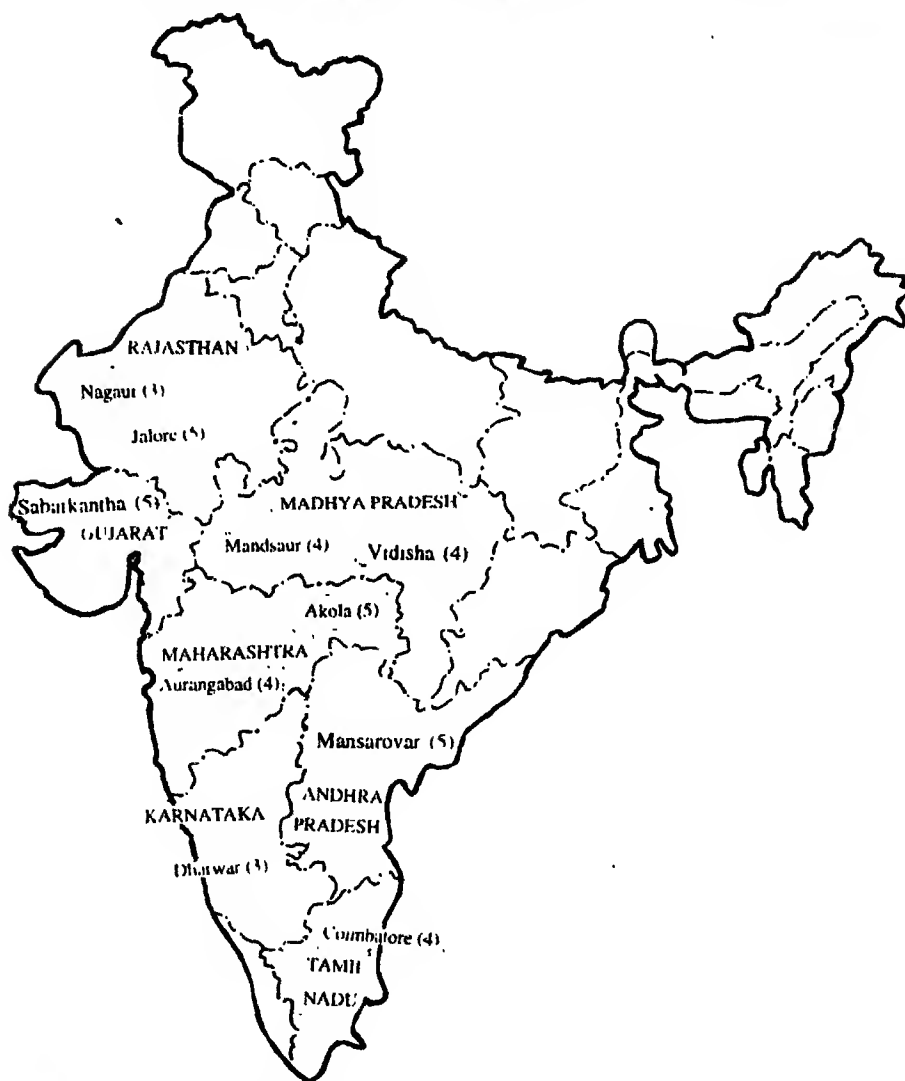 RAJASTHAN
Nagaur (3)
Jalore (5)
Sabarkantha (5)
GUJARAT
MADHYA PRADESH
Mandsaur (4)
Vidisha (4)
Akola (5)
MAHARASHTRA
Aurangabad (4)
Mansarovar (5)
ANDHRA
PRADESH
KARNATAKA
Dharwar (3)
Coimbatore (4)
TAMIL
NADU